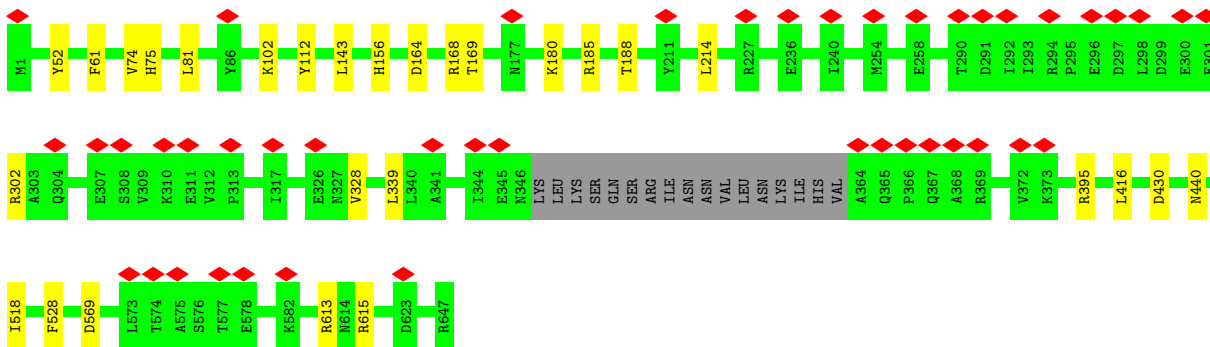 M1 Y52 F61 V74 H75 L81 Y86 K102 Y112 L143 H156 D164 R168 T169 N177 K180 R185 T188 Y211 L214 R227 E236 I240 M254 E258 T290 D291 I292 I293 R294 P295 E296 D297 L298 D299 E300
R302 A303 Q304 E307 S308 V309 K310 E311 V312 P313 I317 E326 N327 V328 L339 L340 A341 I344 E345 N346 LYS LEU LYS SER GLN SER ARG ILE ASN ASN VAL LEU ASN LYS ILE HIS VAL A364 Q365 P366 Q367 A368 R369 V372 K373 R395 L416 D430 N440
I518 F528 D569 L573 T574 A575 S576 T577 E578 K582 R613 N614 R615 D623 R647